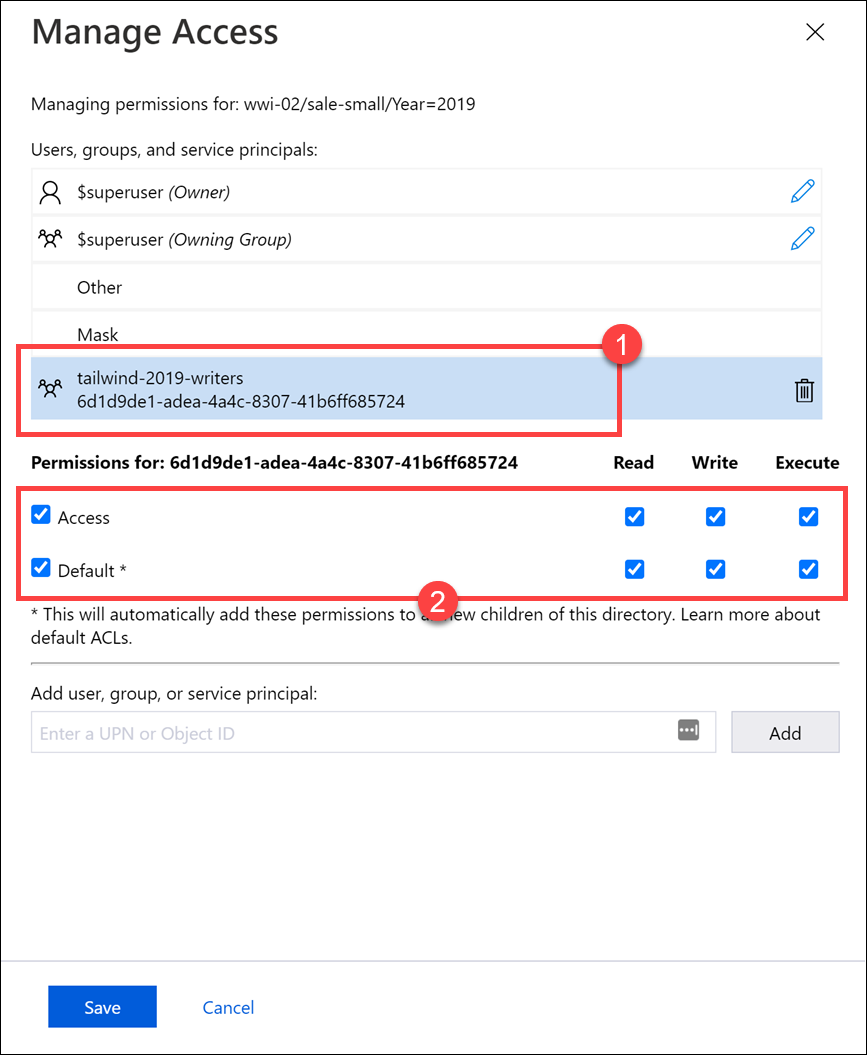 Manage Access
Managing permissions for: wwi-02/sale-small/Year=2019
Users, groups, and service principals:
$superuser (Owner)
$superuser (Owning Group)
Other
Mask
1
tailwind-2019-writers
6d1d9de1-adea-4a4c-8307-41b6ff685724
Permissions for: 6d1d9de1-adea-4a4c-8307-41b6ff685724 Read Write Execute
Access
Default *
2
* This will automatically add these permissions to new children of this directory. Learn more about
default ACLs.
Add user, group, or service principal:
Enter a UPN or Object ID
Add
Save Cancel